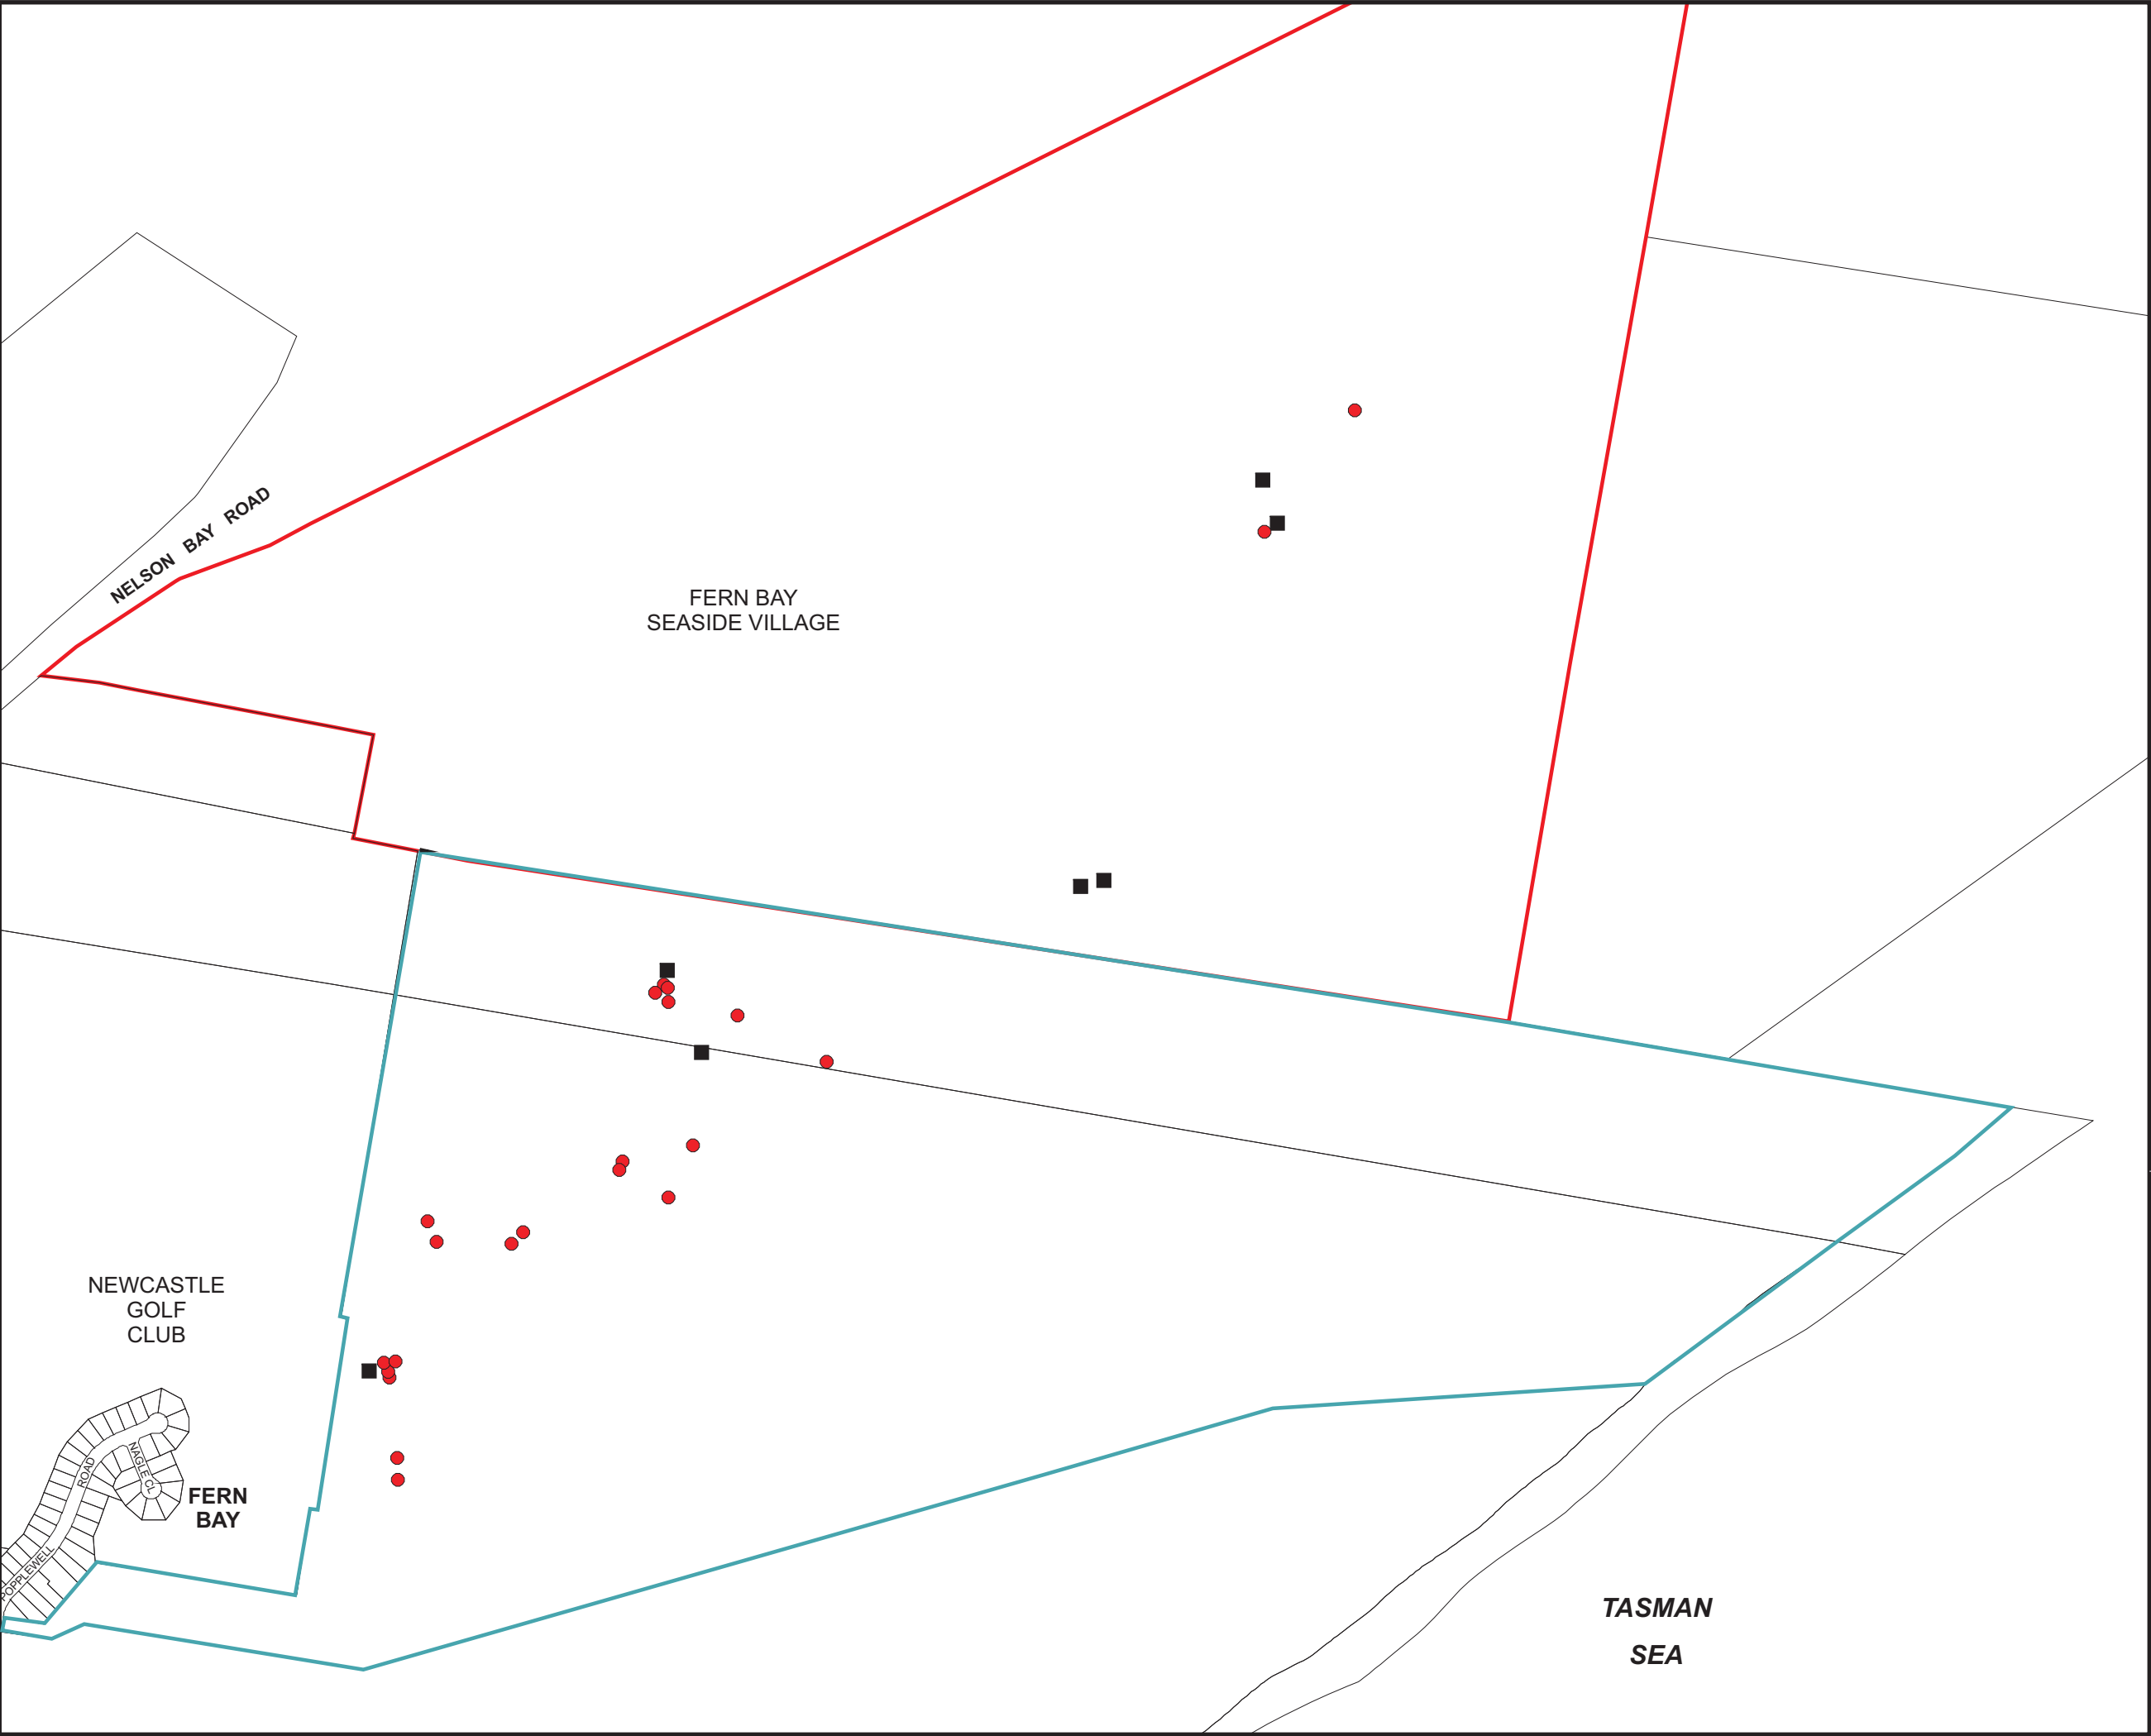 NELSON BAY ROAD
FERN BAY
SEASIDE VILLAGE
NEWCASTLE
GOLF
CLUB
NAGLE CL
ROAD
FERN
BAY
POPPLEWELL
TASMAN
SEA